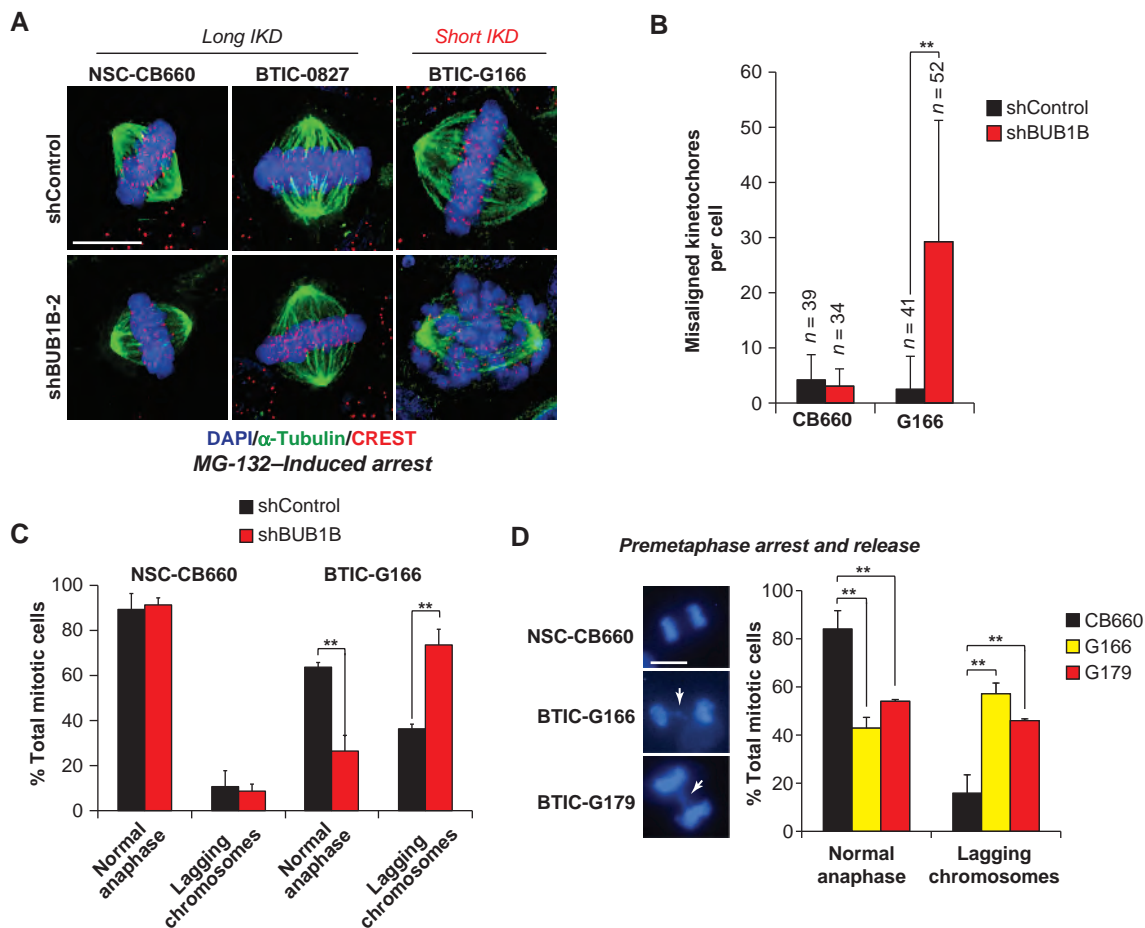 A
Long IKD
Short IKD
NSC-CB660
BTIC-0827
BTIC-G166
shControl
shBUB1B-2
DAPI/α-Tubulin/CREST
MG-132–Induced arrest
B
Misaligned kinetochores
per cell
60
50
40
30
20
10
0
n = 39
n = 34
n = 41
n = 52
**
CB660
G166
shControl
shBUB1B
shControl
shBUB1B
C
NSC-CB660
BTIC-G166
% Total mitotic cells
100
80
60
40
20
0
**
**
Normal
anaphase
Lagging
chromosomes
Normal
anaphase
Lagging
chromosomes
D
Premetaphase arrest and release
NSC-CB660
BTIC-G166
BTIC-G179
% Total mitotic cells
100
80
60
40
20
0
**
**
**
**
Normal
anaphase
Lagging
chromosomes
CB660
G166
G179